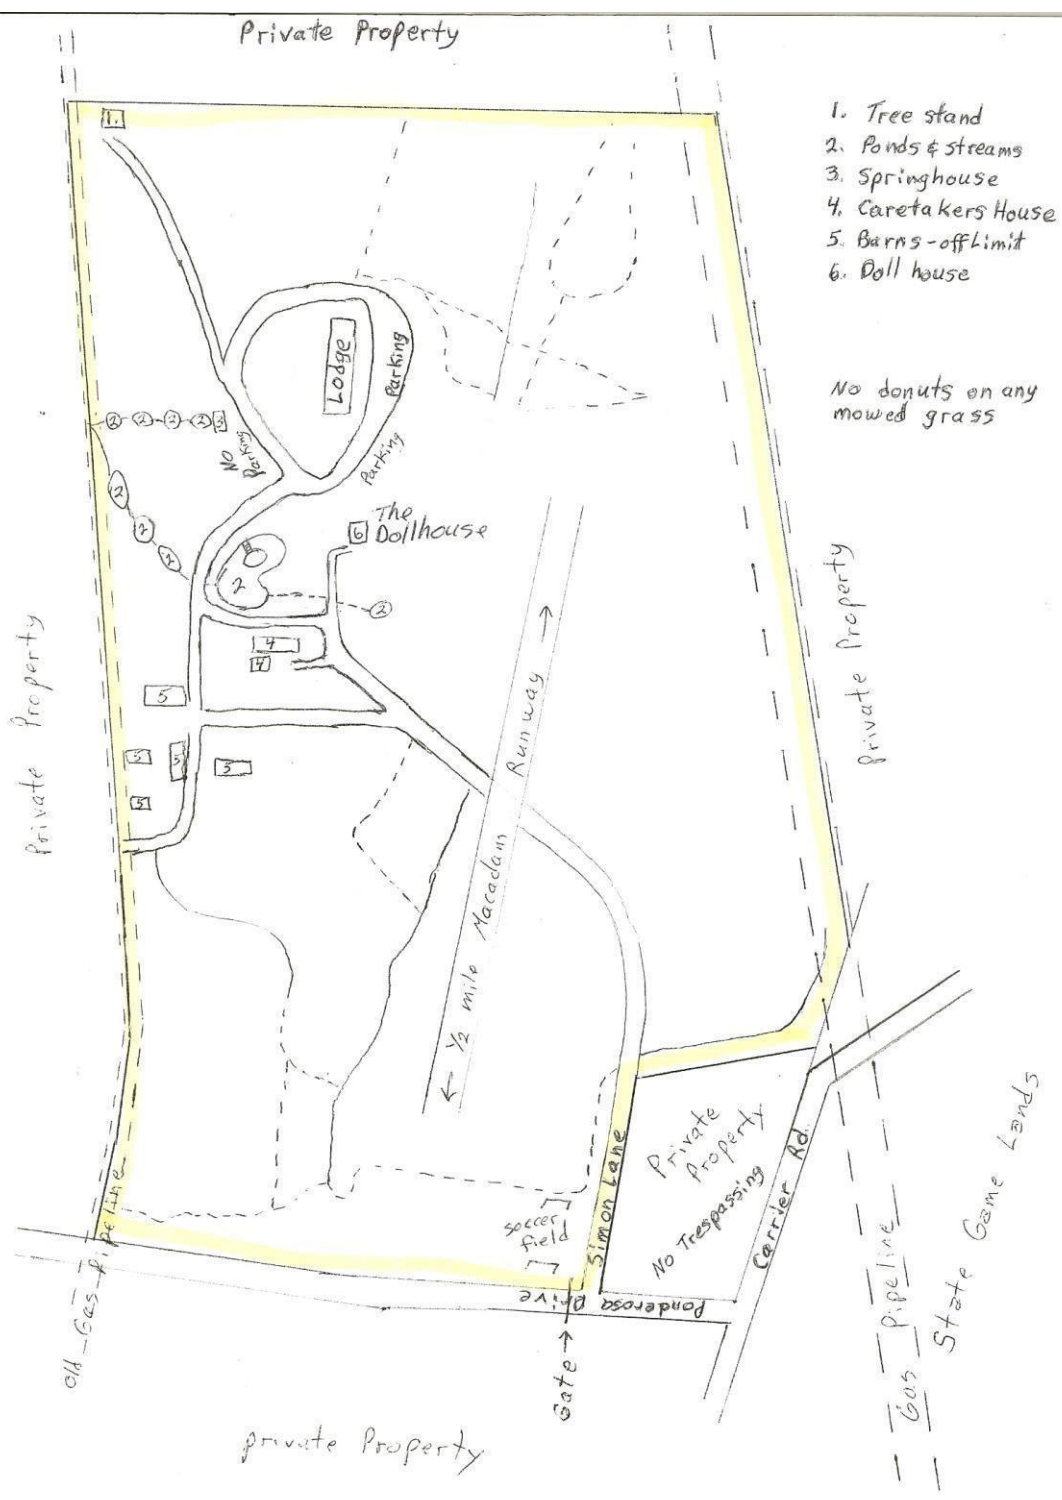 Private Property
1. Tree stand
2. Ponds & streams
3. Springhouse
4. Caretakers House
5. Barns-off Limit
6. Doll house
No donuts on any
mowed grass
1.
Lodge
Parking
Parking
No
Parking
2 2 2 2 3
2
2
2
2
2
6
The
Dollhouse
4
4
5
5
5
5
5
Private Property
Private Property
← 1/2 mile Macadam Runway →
Private
Property
No Trespassing
Simon Lane
Carrier Rd.
soccer
field
Ponderosa Drive
Gate →
Old Gas Pipeline
Gas Pipeline
State Game Lands
private Property